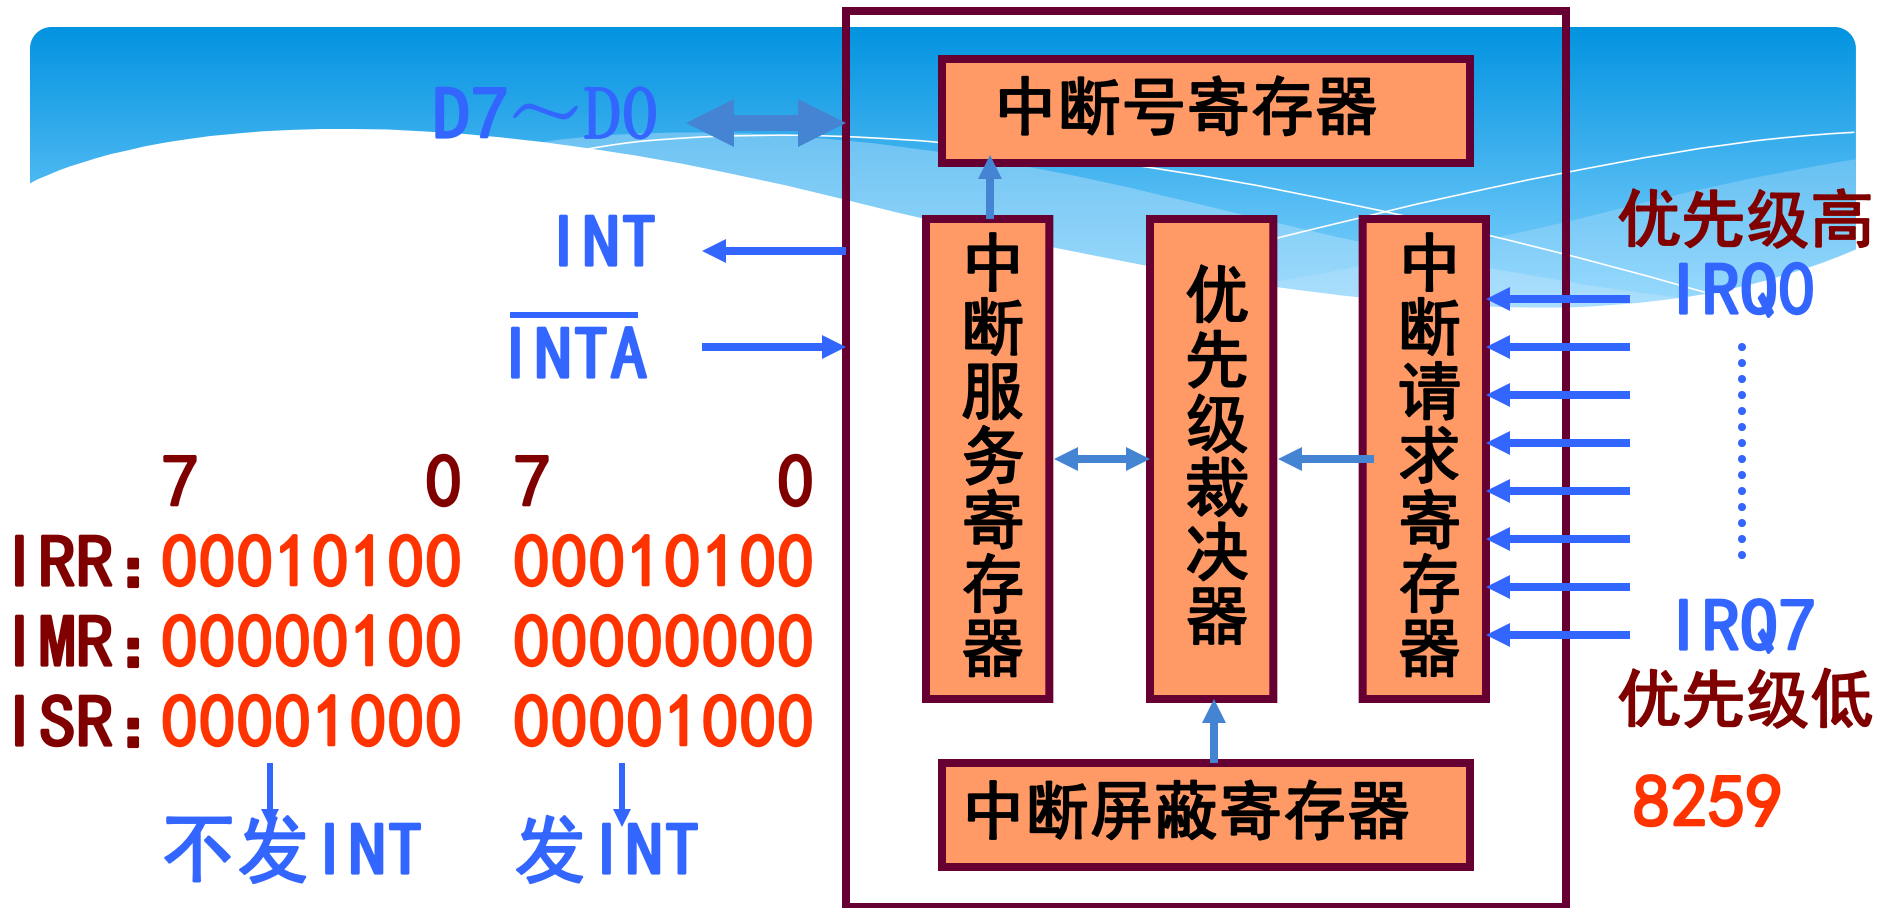 D7～D0
INT
INTA
7 0 7 0
IRR：00010100 00010100
IMR：00000100 00000000
ISR：00001000 00001000
不发INT 发INT
中断号寄存器
中断服务寄存器
优先级裁决器
中断请求寄存器
中断屏蔽寄存器
优先级高
IRQ0
IRQ7
优先级低
8259